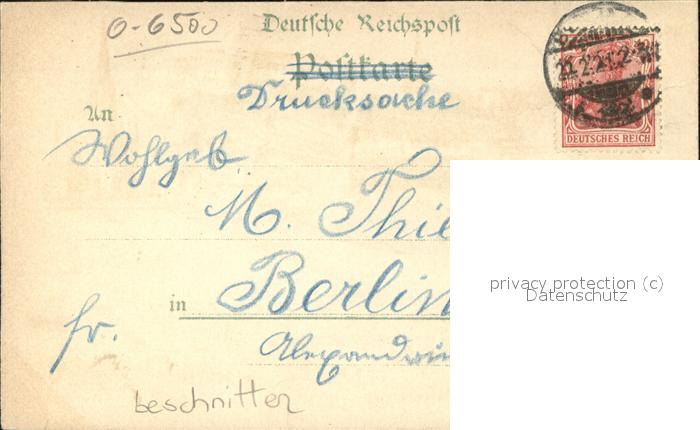 0-6500
Deutsche Reichspost
Postkarte
Drucksache
An
Wohlgeb
M. Thie
in Berlin
fr.
beschnitten
DEUTSCHES REICH
privacy protection (c)
Datenschutz